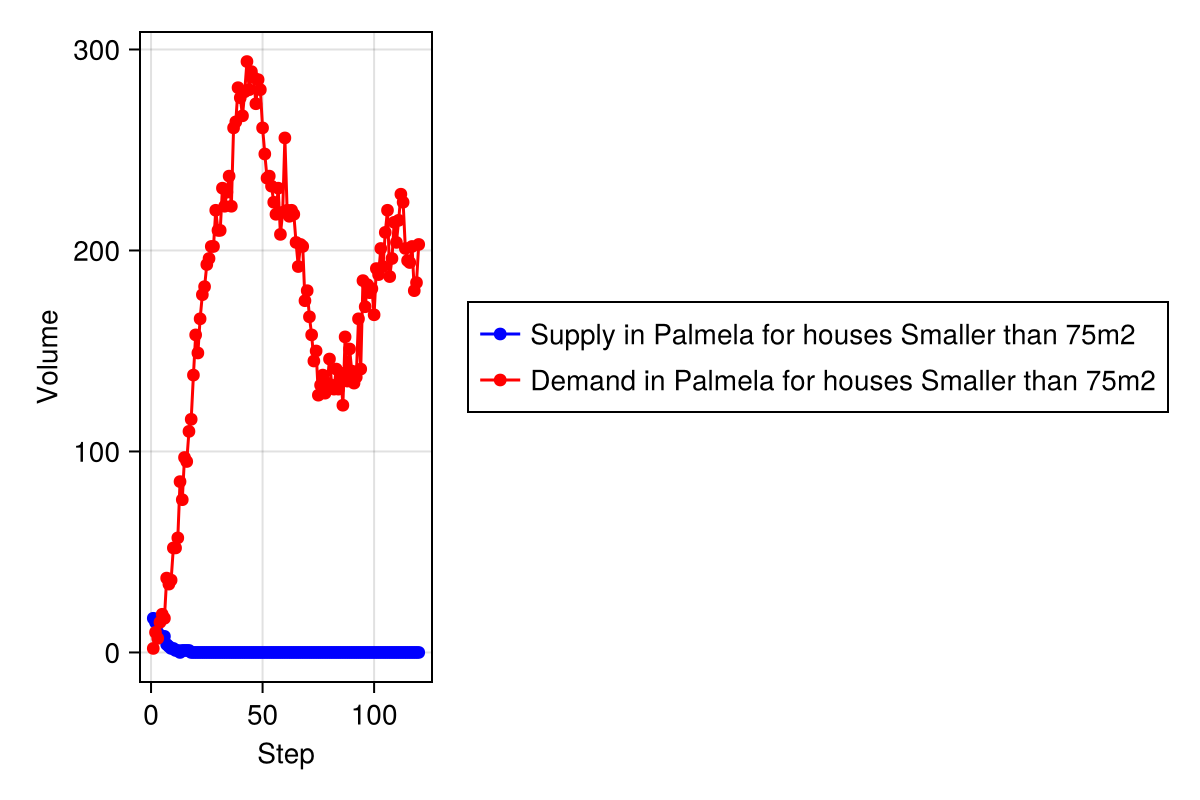 300
200
100
0
Volume
0 50 100
Step
Supply in Palmela for houses Smaller than 75m2
Demand in Palmela for houses Smaller than 75m2